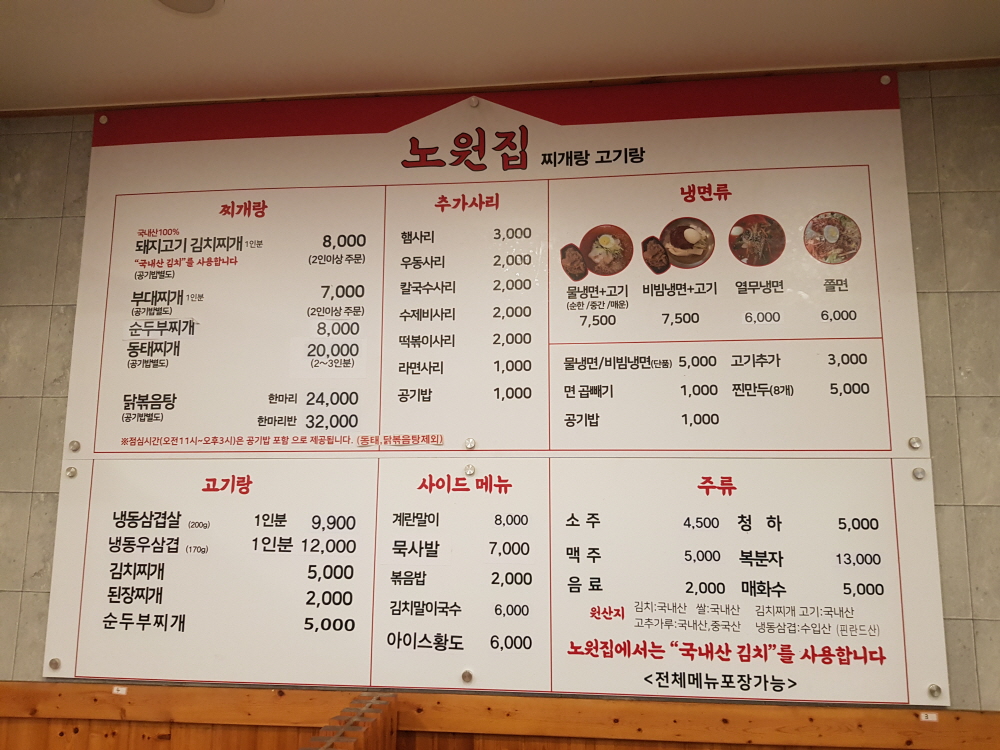 노원집 찌개랑 고기랑
찌개랑
국내산100%
돼지고기 김치찌개 1인분 8,000
"국내산 김치"를 사용합니다 (2인이상 주문)
(공기밥별도)
부대찌개 1인분 7,000
(공기밥별도) (2인이상 주문)
순두부찌개 8,000
동태찌개 20,000
(공기밥별도) (2~3인분)
닭볶음탕 한마리 24,000
(공기밥별도) 한마리반 32,000
※점심시간(오전11시~오후3시)은 공기밥 포함 으로 제공됩니다. (동태,닭볶음탕제외)
추가사리
햄사리 3,000
우동사리 2,000
칼국수사리 2,000
수제비사리 2,000
떡볶이사리 2,000
라면사리 1,000
공기밥 1,000
냉면류
물냉면+고기 비빔냉면+고기 열무냉면 쫄면
(순한 /중간 /매운)
7,500 7,500 6,000 6,000
물냉면/비빔냉면(단품) 5,000 고기추가 3,000
면 곱빼기 1,000 찐만두(8개) 5,000
공기밥 1,000
고기랑
냉동삼겹살 (200g) 1인분 9,900
냉동우삼겹 (170g) 1인분 12,000
김치찌개 5,000
된장찌개 2,000
순두부찌개 5,000
사이드 메뉴
계란말이 8,000
묵사발 7,000
볶음밥 2,000
김치말이국수 6,000
아이스황도 6,000
주류
소 주 4,500 청 하 5,000
맥 주 5,000 복분자 13,000
음 료 2,000 매화수 5,000
원산지 김치:국내산 쌀:국내산 김치찌개 고기:국내산
고추가루:국내산,중국산 냉동삼겹:수입산 (핀란드산)
노원집에서는 "국내산 김치"를 사용합니다
<전체메뉴포장가능>
3